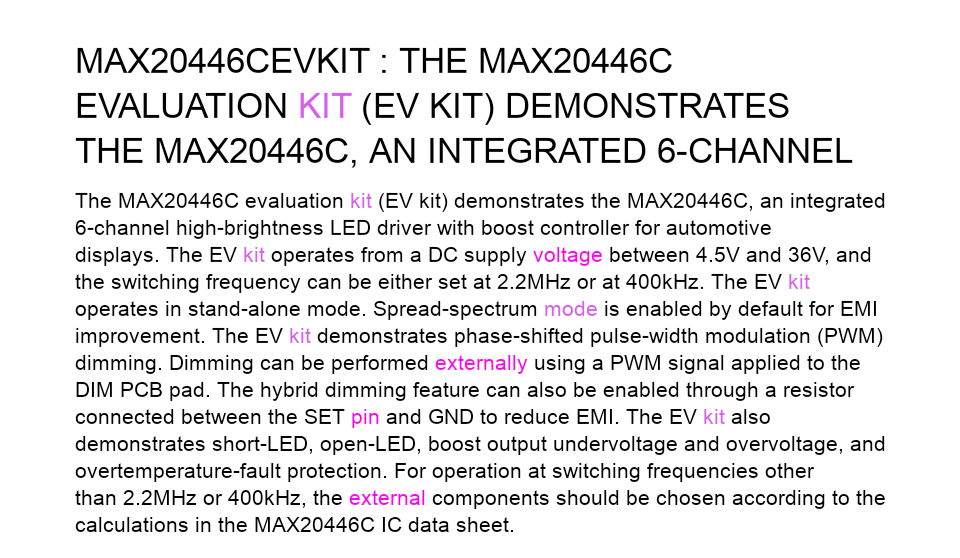 MAX20446CEVKIT : THE MAX20446C
EVALUATION KIT (EV KIT) DEMONSTRATES
THE MAX20446C, AN INTEGRATED 6-CHANNEL
The MAX20446C evaluation kit (EV kit) demonstrates the MAX20446C, an integrated
6-channel high-brightness LED driver with boost controller for automotive
displays. The EV kit operates from a DC supply voltage between 4.5V and 36V, and
the switching frequency can be either set at 2.2MHz or at 400kHz. The EV kit
operates in stand-alone mode. Spread-spectrum mode is enabled by default for EMI
improvement. The EV kit demonstrates phase-shifted pulse-width modulation (PWM)
dimming. Dimming can be performed externally using a PWM signal applied to the
DIM PCB pad. The hybrid dimming feature can also be enabled through a resistor
connected between the SET pin and GND to reduce EMI. The EV kit also
demonstrates short-LED, open-LED, boost output undervoltage and overvoltage, and
overtemperature-fault protection. For operation at switching frequencies other
than 2.2MHz or 400kHz, the external components should be chosen according to the
calculations in the MAX20446C IC data sheet.